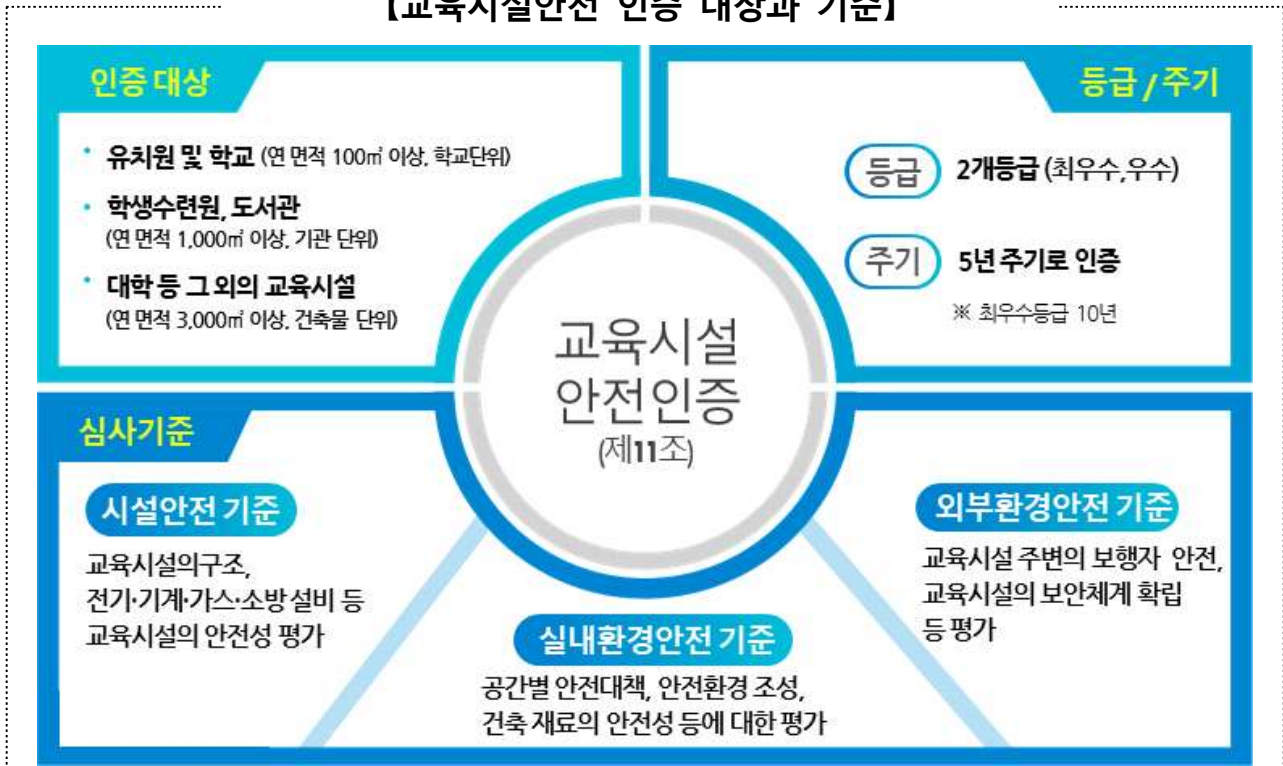 【교육시설안전 인증 대상과 기준】
인증 대상
• 유치원 및 학교 (연 면적 100㎡ 이상, 학교단위)
• 학생수련원, 도서관
(연 면적 1,000㎡ 이상, 기관 단위)
• 대학 등 그 외의 교육시설
(연 면적 3,000㎡ 이상, 건축물 단위)
등급 / 주기
등급 2개등급 (최우수,우수)
주기 5년 주기로 인증
※ 최우수등급 10년
교육시설
안전인증
(제11조)
심사기준
시설안전 기준
교육시설의구조,
전기·기계·가스·소방 설비 등
교육시설의 안전성 평가
실내환경안전 기준
공간별 안전대책, 안전환경 조성,
건축 재료의 안전성 등에 대한 평가
외부환경안전 기준
교육시설 주변의 보행자 안전,
교육시설의 보안체계 확립
등 평가